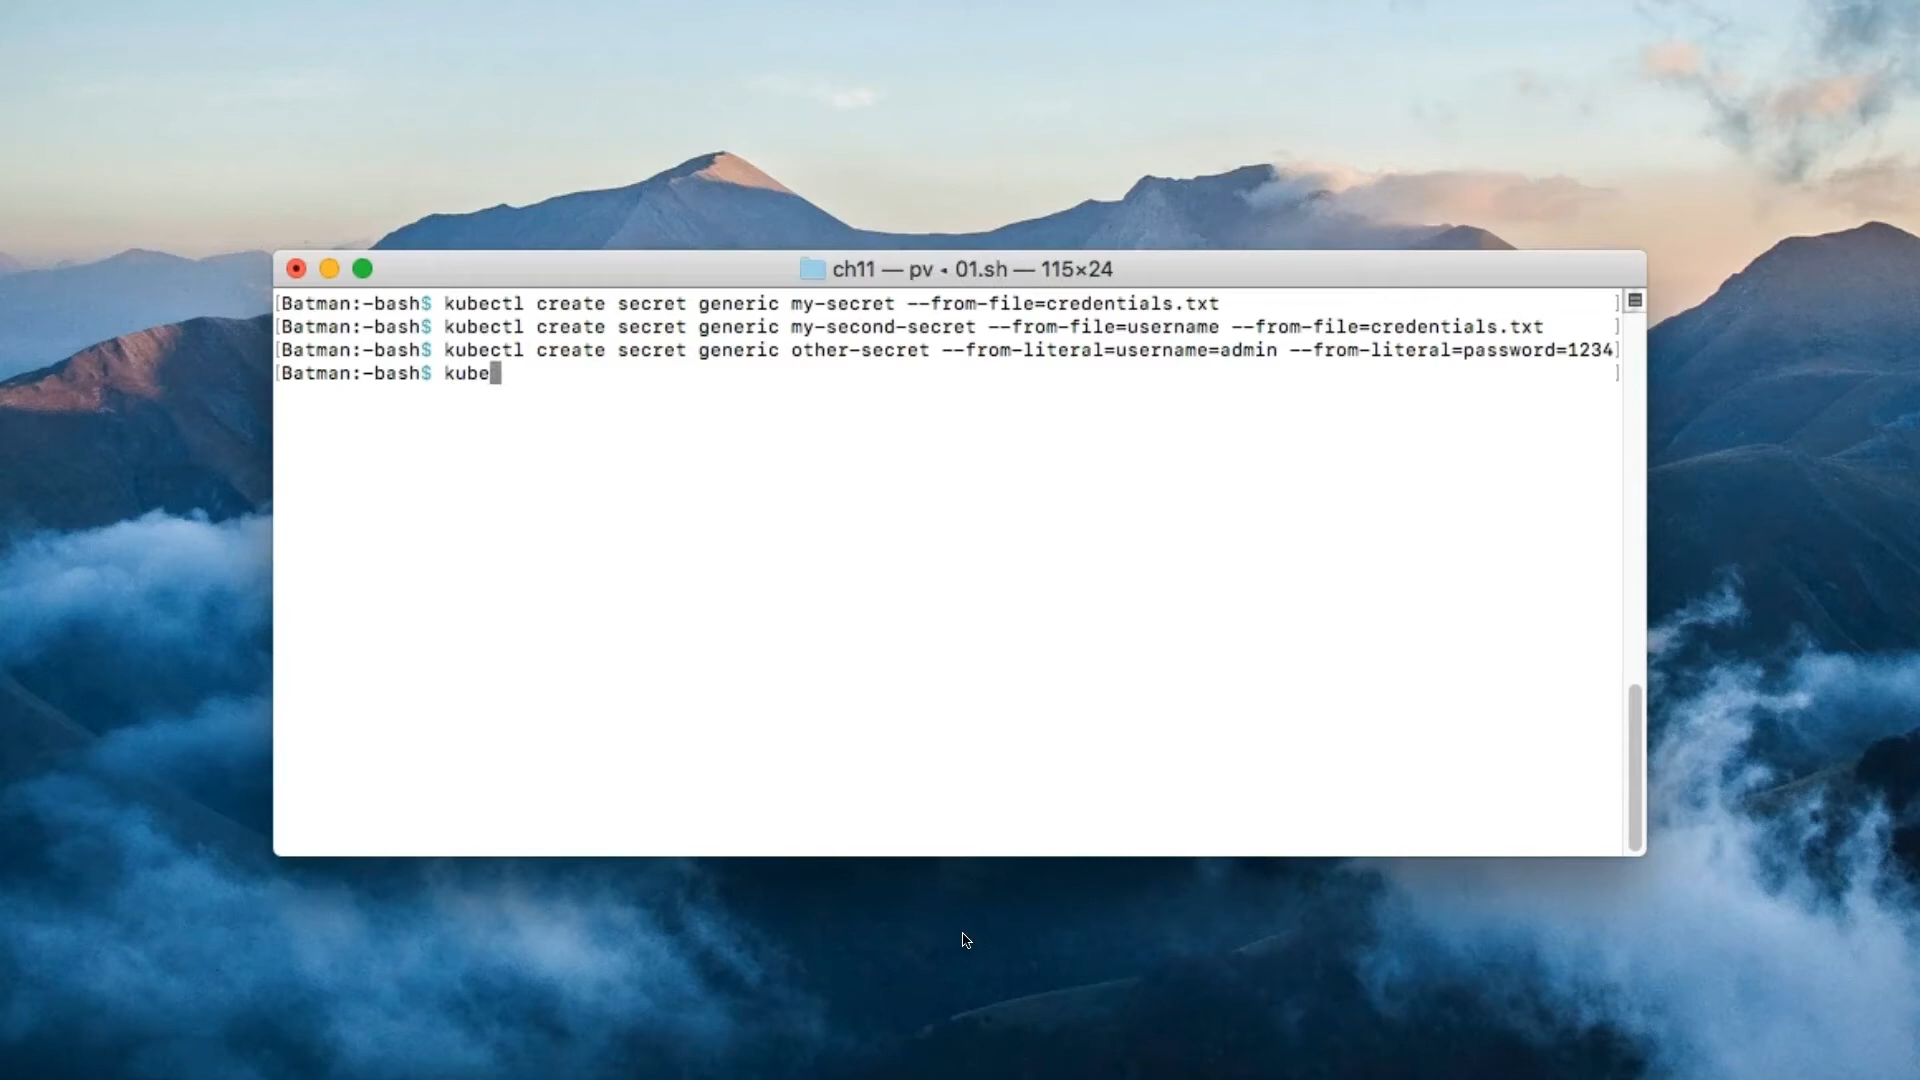 ch11 — pv ◂ 01.sh — 115×24
[Batman:~bash$ kubectl create secret generic my-secret --from-file=credentials.txt ]
[Batman:~bash$ kubectl create secret generic my-second-secret --from-file=username --from-file=credentials.txt ]
[Batman:~bash$ kubectl create secret generic other-secret --from-literal=username=admin --from-literal=password=1234]
[Batman:~bash$ kube ]